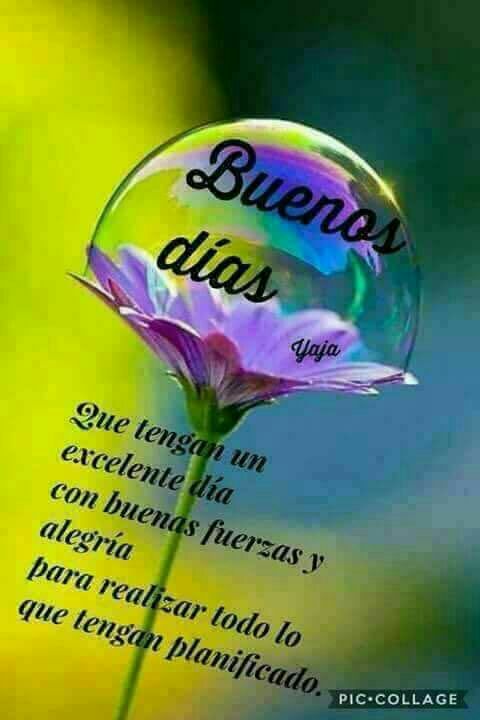 Buenos
días
Yaja
Que tengan un
excelente día
con buenas fuerzas y
alegría
para realizar todo lo
que tengan planificado.
PIC•COLLAGE